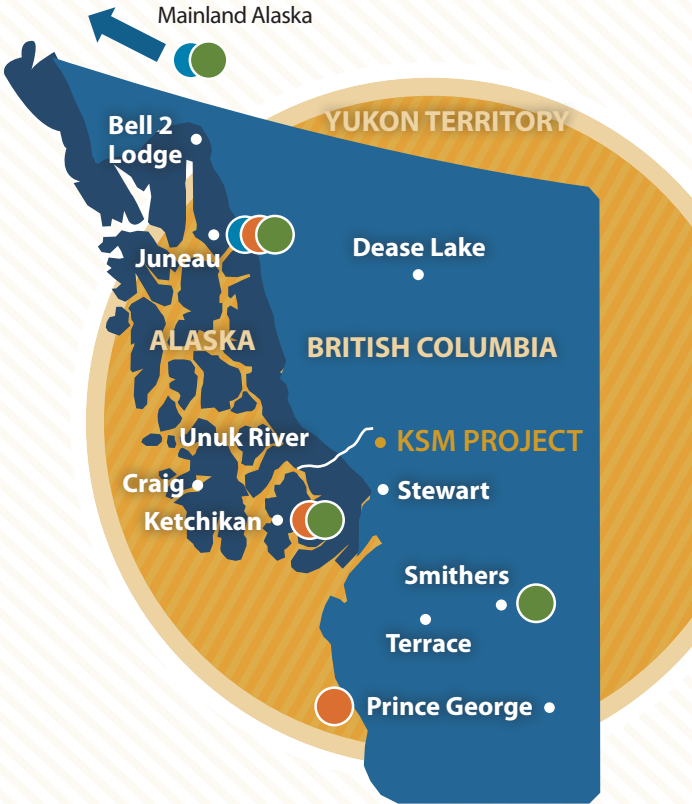 Mainland Alaska
YUKON TERRITORY
Bell 2
Lodge
Juneau
Dease Lake
ALASKA
BRITISH COLUMBIA
Unuk River
KSM PROJECT
Craig
Stewart
Ketchikan
Smithers
Terrace
Prince George